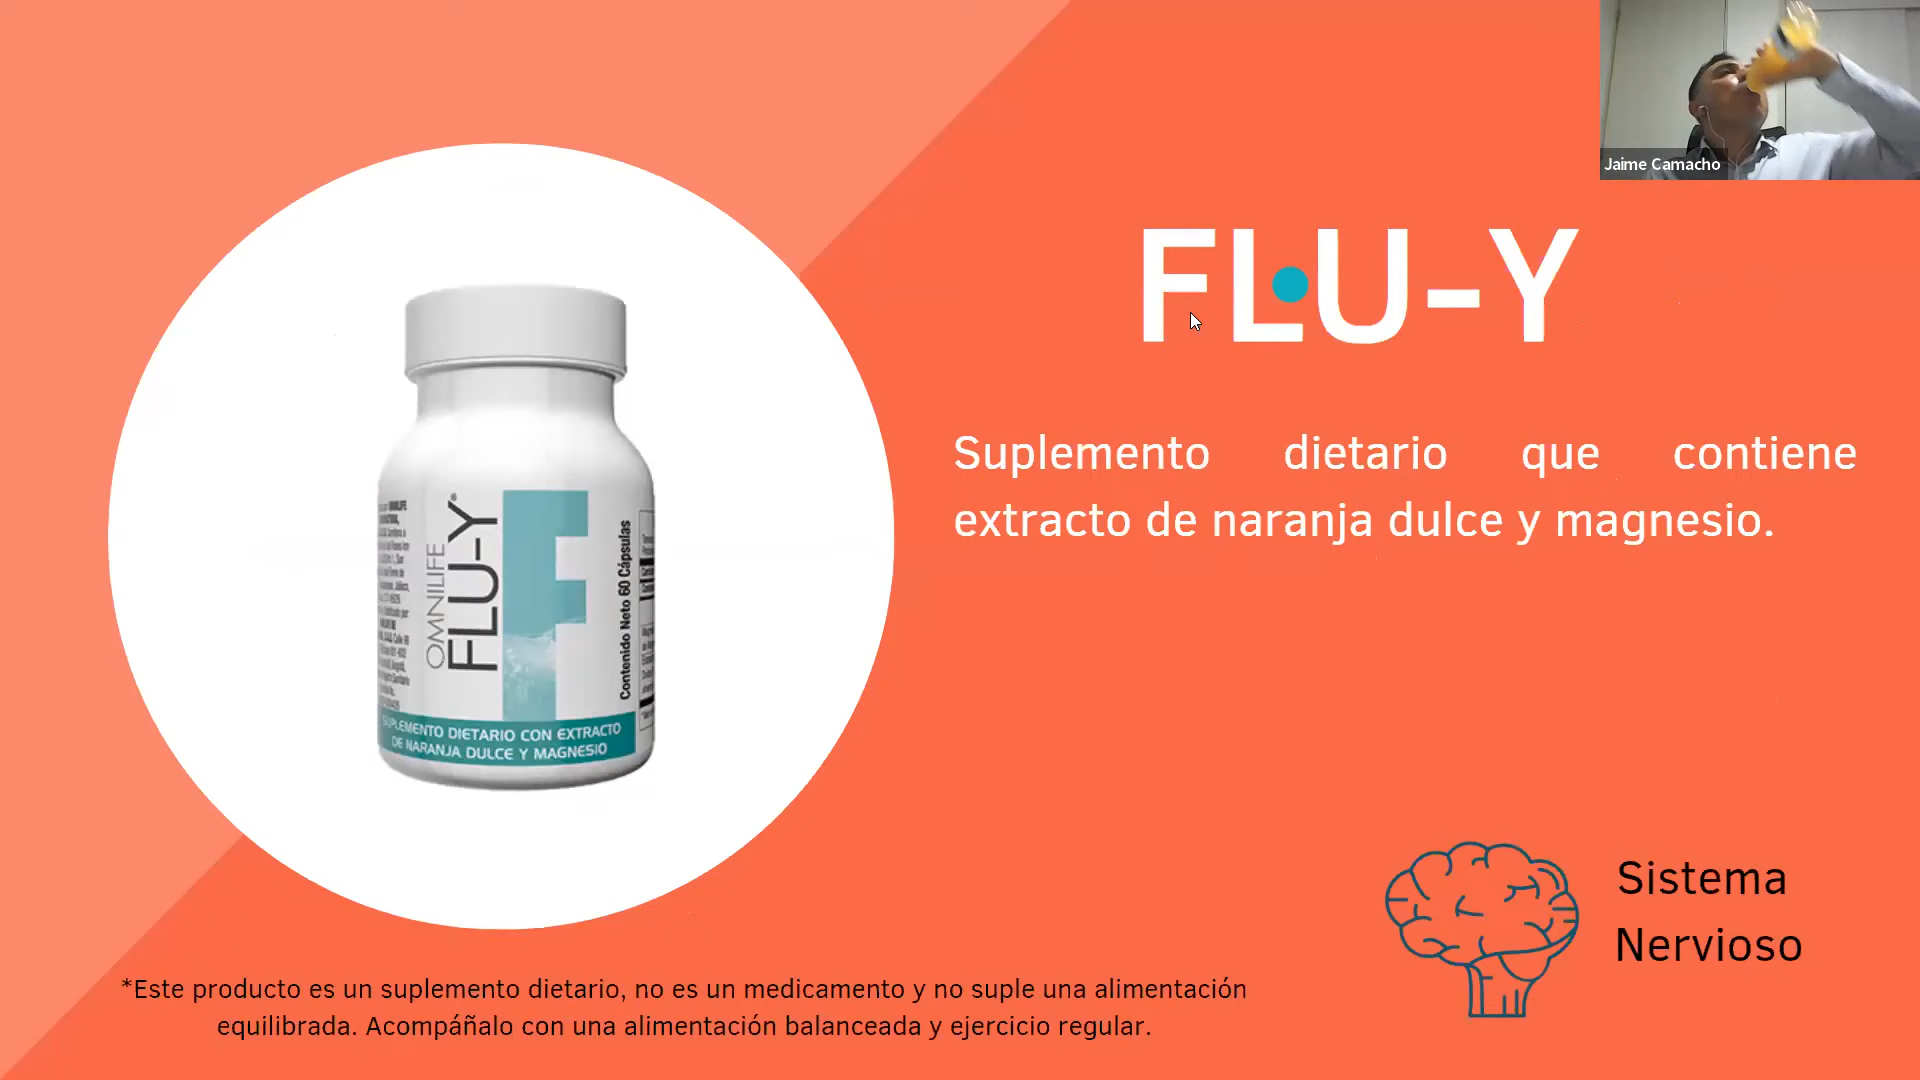 Jaime Camacho
FLU-Y
Suplemento dietario que contiene
extracto de naranja dulce y magnesio.
OMNILIFE
FLU-Y®
Contenido Neto 60 Cápsulas
SUPLEMENTO DIETARIO CON EXTRACTO
DE NARANJA DULCE Y MAGNESIO
Sistema
Nervioso
*Este producto es un suplemento dietario, no es un medicamento y no suple una alimentación
equilibrada. Acompáñalo con una alimentación balanceada y ejercicio regular.